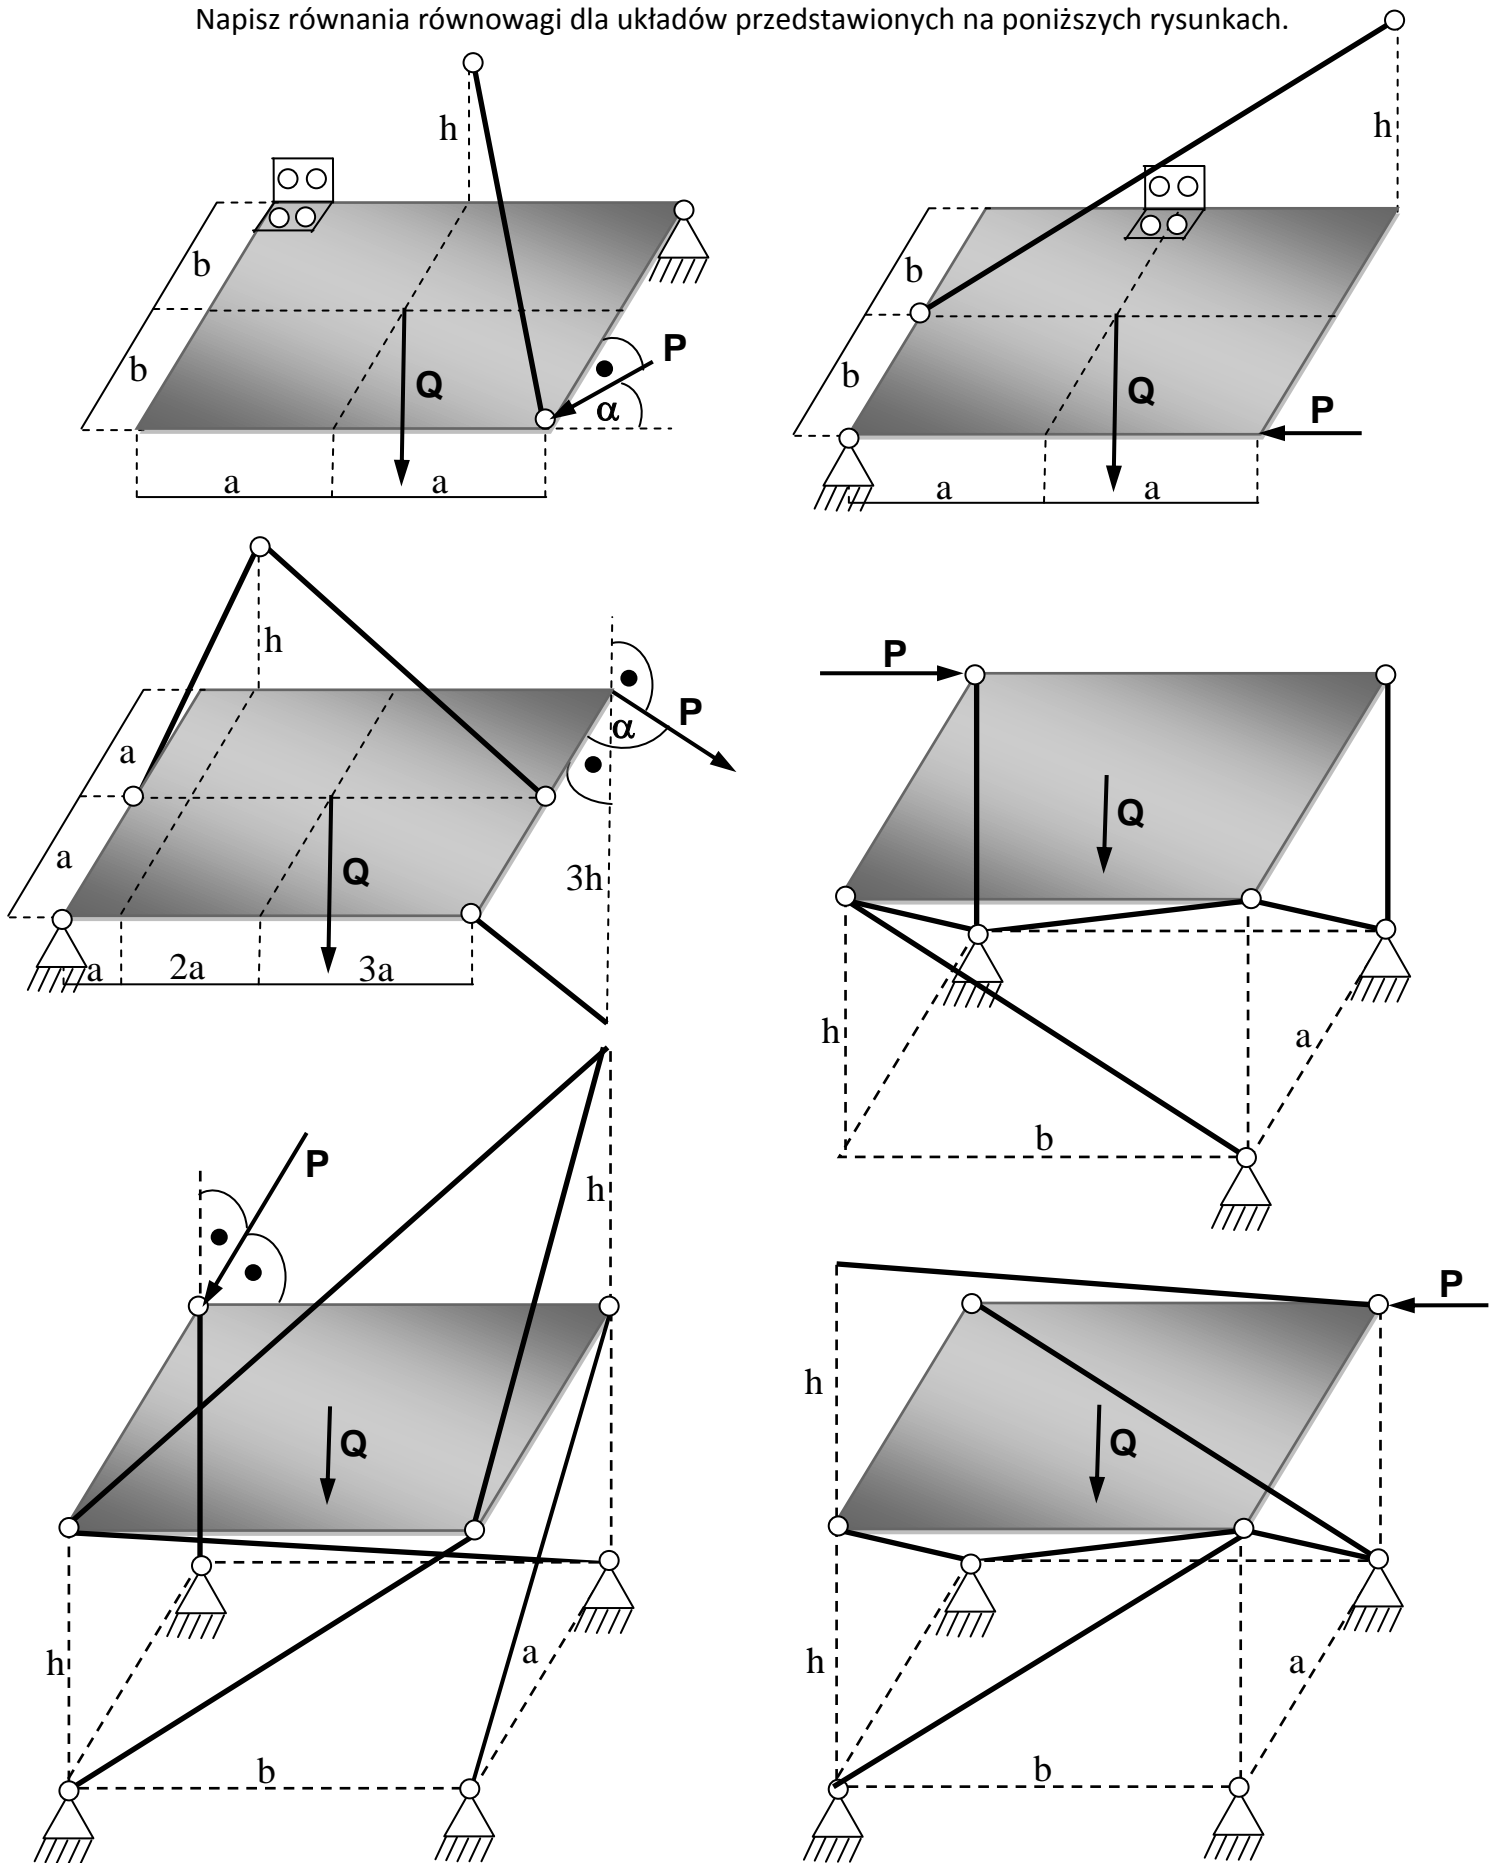 Napisz równania równowagi dla układów przedstawionych na poniższych rysunkach.
h
b
b
Q
P
α
a
a
h
b
b
Q
P
a
a
h
a
a
Q
α
P
3h
a
2a
3a
P
Q
h
a
b
P
h
Q
h
a
b
P
h
Q
h
a
b